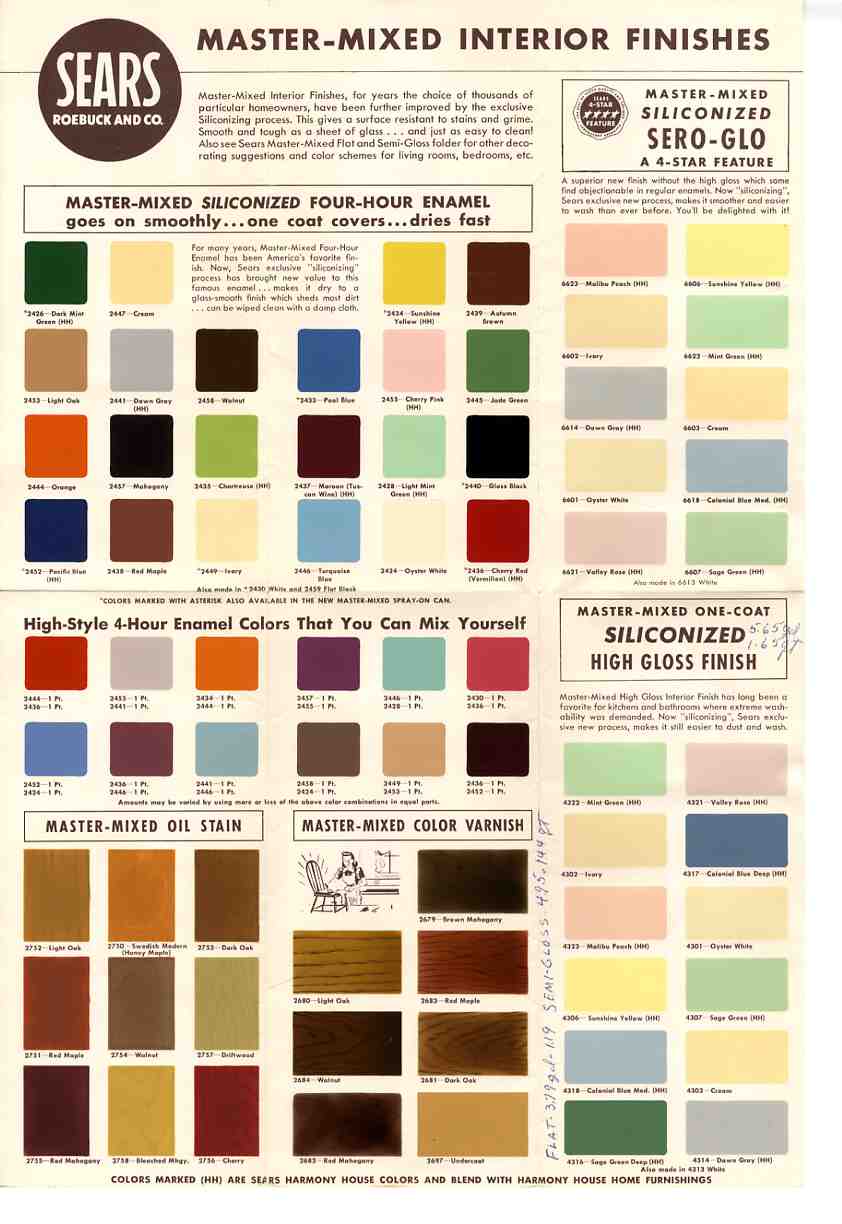 SEARS
ROEBUCK AND CO.
MASTER-MIXED INTERIOR FINISHES
Master-Mixed Interior Finishes, for years the choice of thousands of
particular homeowners, have been further improved by the exclusive
Siliconizing process. This gives a surface resistant to stains and grime.
Smooth and tough as a sheet of glass . . . and just as easy to clean!
Also see Sears Master-Mixed Flat and Semi-Gloss folder for other deco-
rating suggestions and color schemes for living rooms, bedrooms, etc.
SEARS
4-STAR
FEATURE
MASTER-MIXED
SILICONIZED
SERO-GLO
A 4-STAR FEATURE
A superior new finish without the high gloss which some
find objectionable in regular enamels. Now "siliconizing",
Sears exclusive new process, makes it smoother and easier
to wash than ever before. You'll be delighted with it!
6623—Malibu Peach (HH) 6606—Sunshine Yellow (HH)
6602—Ivory 6622—Mint Green (HH)
6614—Dawn Gray (HH) 6603—Cream
6601—Oyster White 6618—Colonial Blue Med. (HH)
6621—Valley Rose (HH) 6607—Sage Green (HH)
Also made in 6613 White
MASTER-MIXED SILICONIZED FOUR-HOUR ENAMEL
goes on smoothly...one coat covers...dries fast
For many years, Master-Mixed Four-Hour
Enamel has been America's favorite fin-
ish. Now, Sears exclusive "siliconizing"
process has brought new value to this
famous enamel . . . makes it dry to a
glass-smooth finish which sheds most dirt
. . . can be wiped clean with a damp cloth.
*2426—Dark Mint
Green (HH)
2447—Cream
*2434—Sunshine
Yellow (HH)
2439—Autumn
Brown
2453—Light Oak
2441—Dawn Gray
(HH)
2458—Walnut
*2433—Pool Blue
2455—Cherry Pink
(HH)
2445—Jade Green
2444—Orange
2457—Mahogany
2435—Chartreuse (HH)
2437—Maroon (Tus-
can Wine) (HH)
2428—Light Mint
Green (HH)
*2440—Gloss Black
*2452—Pacific Blue
(HH)
2438—Red Maple
*2449—Ivory
2446—Turquoise
Blue
2424—Oyster White
*2436—Cherry Red
(Vermilion) (HH)
Also made in *2430 White and 2459 Flat Black
*COLORS MARKED WITH ASTERISK ALSO AVAILABLE IN THE NEW MASTER-MIXED SPRAY-ON CAN.
High-Style 4-Hour Enamel Colors That You Can Mix Yourself
2444—1 Pt. 2455—1 Pt. 2434—1 Pt. 2457—1 Pt. 2446—1 Pt. 2430—1 Pt.
2436—1 Pt. 2441—1 Pt. 2444—1 Pt. 2455—1 Pt. 2428—1 Pt. 2436—1 Pt.
2452—1 Pt. 2436—1 Pt. 2441—1 Pt. 2458—1 Pt. 2449—1 Pt. 2436—1 Pt.
2424—1 Pt. 2446—1 Pt. 2446—1 Pt. 2424—1 Pt. 2453—1 Pt. 2452—1 Pt.
Amounts may be varied by using more or less of the above color combinations in equal parts.
MASTER-MIXED OIL STAIN
2752—Light Oak
2750—Swedish Modern
(Honey Maple)
2753—Dark Oak
2751—Red Maple 2754—Walnut 2757—Driftwood
2755—Red Mahogany 2758—Bleached Mhgy. 2756—Cherry
MASTER-MIXED COLOR VARNISH
2679—Brown Mahogany
2680—Light Oak 2683—Red Maple
2684—Walnut 2681—Dark Oak
2682—Red Mahogany 2697—Undercoat
FLAT-3.79gal-1.19 SEMI-GLOSS-4.95-1.44 PT
MASTER-MIXED ONE-COAT
SILICONIZED
HIGH GLOSS FINISH
5.65 gal
1.65 qt
Master-Mixed High Gloss Interior Finish has long been a
favorite for kitchens and bathrooms where extreme wash-
ability was demanded. Now "siliconizing", Sears exclu-
sive new process, makes it still easier to dust and wash.
4322—Mint Green (HH) 4321—Valley Rose (HH)
4302—Ivory 4317—Colonial Blue Deep (HH)
4323—Malibu Peach (HH) 4301—Oyster White
4306—Sunshine Yellow (HH) 4307—Sage Green (HH)
4318—Colonial Blue Med. (HH) 4303—Cream
4316—Sage Green Deep (HH) 4314—Dawn Gray (HH)
Also made in 4313 White
COLORS MARKED (HH) ARE SEARS HARMONY HOUSE COLORS AND BLEND WITH HARMONY HOUSE HOME FURNISHINGS